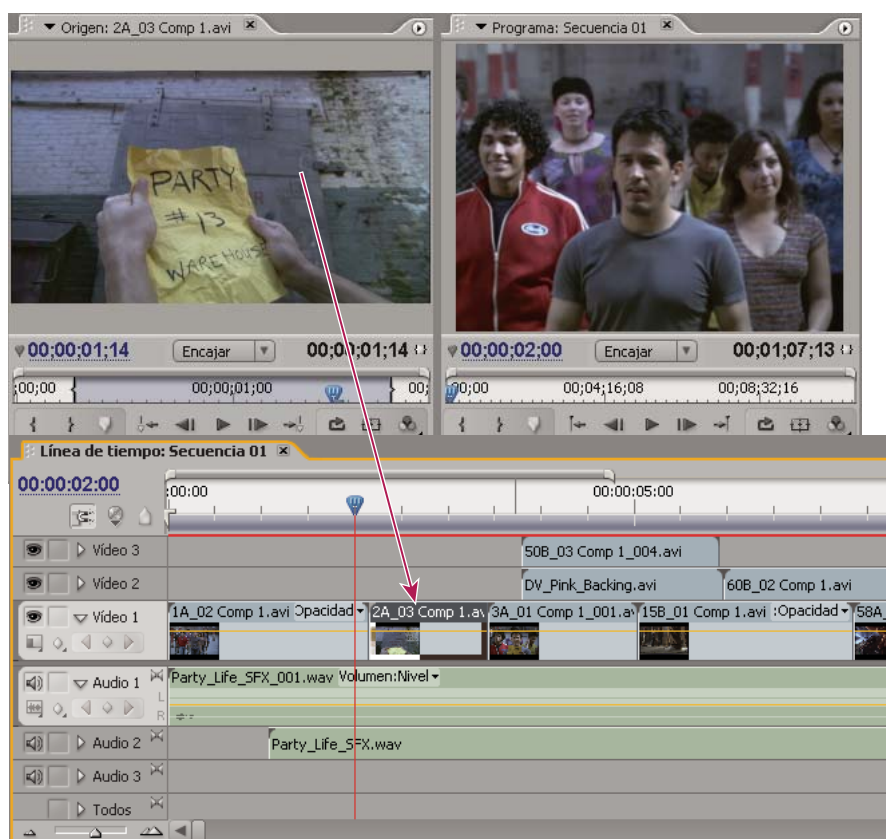 Origen: 2A_03 Comp 1.avi
Programa: Secuencia 01
PARTY
# 13
WAREHOUSE
00;00;01;14
Encajar
00;00;01;14
00;00;02;00
Encajar
00;01;07;13
;00;00
00;00;01;00
00;
00;00
00;04;16;08
00;08;32;16
Línea de tiempo: Secuencia 01
00:00:02:00
:00:00
00:00:05:00
Vídeo 3
50B_03 Comp 1_004.avi
Vídeo 2
DV_Pink_Backing.avi
60B_02 Comp 1.avi
Vídeo 1
1A_02 Comp 1.avi Opacidad
2A_03 Comp 1.av
3A_01 Comp 1_001.av
15B_01 Comp 1.avi :Opacidad
58A_
Audio 1
Party_Life_SFX_001.wav Volumen:Nivel
L
R
Audio 2
Party_Life_SFX.wav
Audio 3
Todos